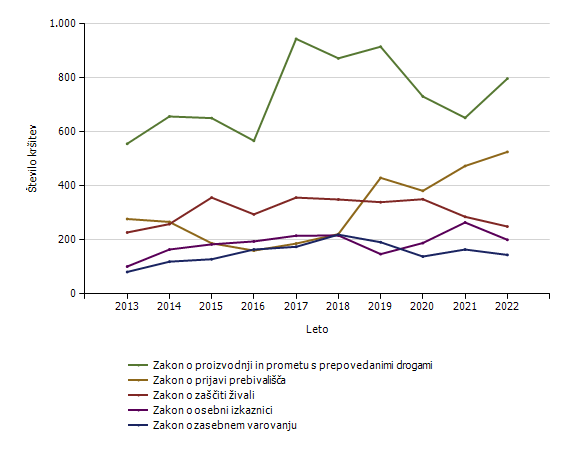 1.000
800
600
400
200
0
Število kršitev
2013 2014 2015 2016 2017 2018 2019 2020 2021 2022
Leto
Zakon o proizvodnji in prometu s prepovedanimi drogami
Zakon o prijavi prebivališča
Zakon o zaščiti živali
Zakon o osebni izkaznici
Zakon o zasebnem varovanju